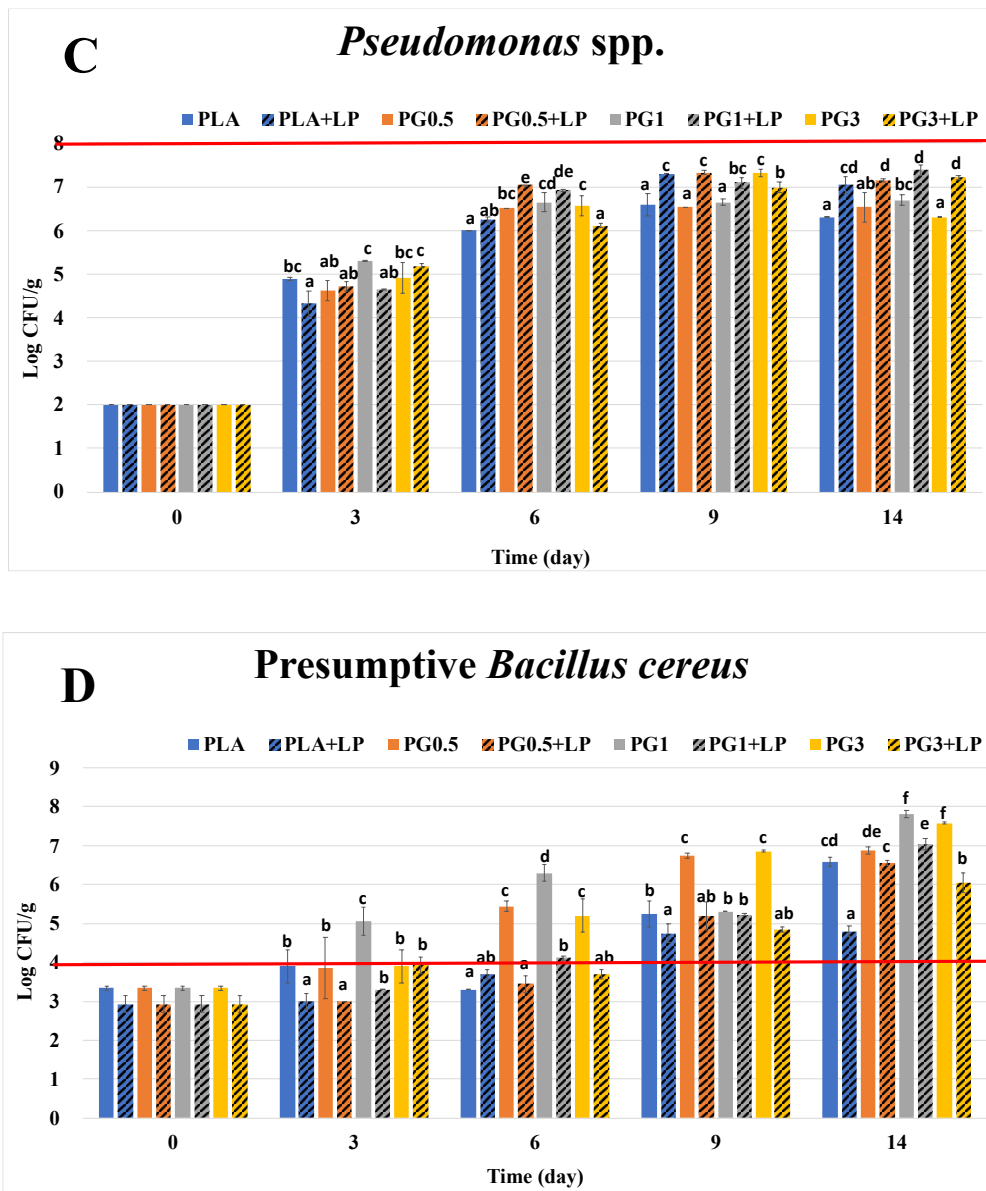 C
Pseudomonas spp.
PLA PLA+LP PG0.5 PG0.5+LP PG1 PG1+LP PG3 PG3+LP
8
7
6
5
4
3
2
1
0
Log CFU/g
bc a ab ab c ab bc c
a ab bc e cd de c a
a c a c a bc c b
a cd ab d bc d a d
0 3 6 9 14
Time (day)
D
Presumptive Bacillus cereus
PLA PLA+LP PG0.5 PG0.5+LP PG1 PG1+LP PG3 PG3+LP
9
8
7
6
5
4
3
2
1
0
Log CFU/g
b a b a c b b b
a ab c a d b c ab
b a c ab b b c ab
cd a de c f e f b
0 3 6 9 14
Time (day)